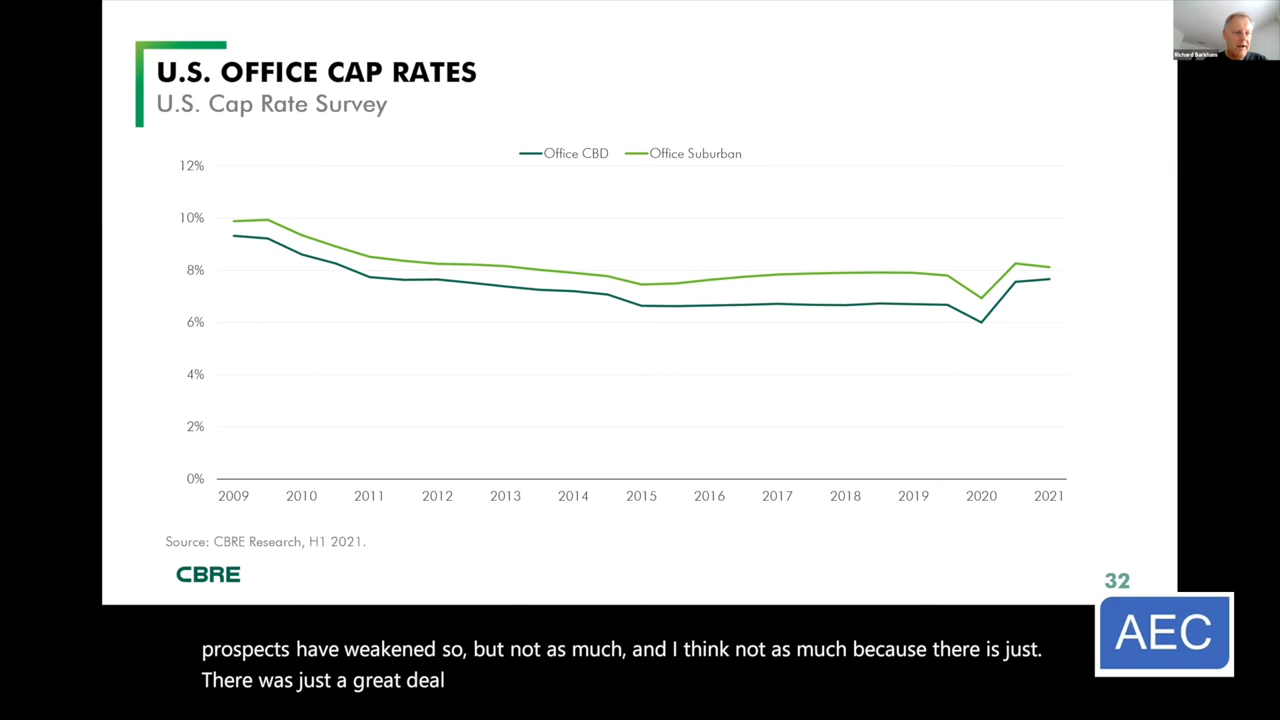 Richard Barkham
U.S. OFFICE CAP RATES
U.S. Cap Rate Survey
Office CBD Office Suburban
12%
10%
8%
6%
4%
2%
0%
2009 2010 2011 2012 2013 2014 2015 2016 2017 2018 2019 2020 2021
Source: CBRE Research, H1 2021.
CBRE
32
AEC
prospects have weakened so, but not as much, and I think not as much because there is just.
There was just a great deal